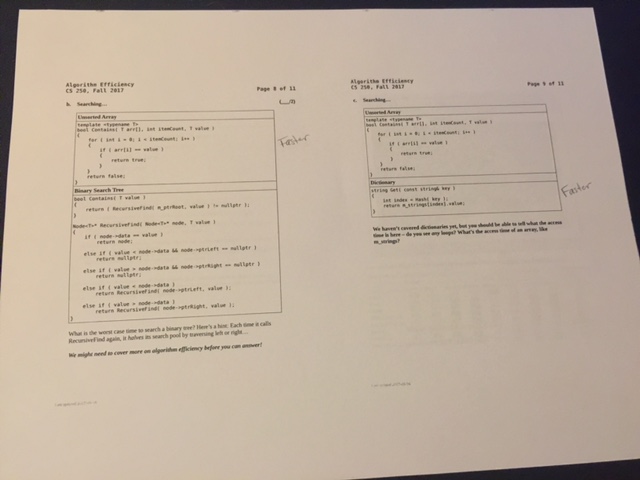 Algorithm Efficiency
CS 250, Fall 2017
Page 8 of 11
b. Searching...
(__/1)
Unsorted Array
template <typename T>
bool Contains( T arr[], int itemCount, T value )
{
for ( int i = 0; i < itemCount; i++ )
{
if ( arr[i] == value )
{
return true;
}
}
return false;
}
Faster
Binary Search Tree
bool Contains( T value )
{
return ( RecursiveFind( m_ptrRoot, value ) != nullptr );
}
Node<T>* RecursiveFind( Node<T>* node, T value )
{
if ( node->data == value )
return node;
else if ( value < node->data && node->ptrLeft == nullptr )
return nullptr;
else if ( value > node->data && node->ptrRight == nullptr )
return nullptr;
else if ( value < node->data )
return RecursiveFind( node->ptrLeft, value );
else if ( value > node->data )
return RecursiveFind( node->ptrRight, value );
}
What is the worst case time to search a binary tree? Here's a hint: Each time it calls
RecursiveFind again, it halves its search pool by traversing left or right...
We might need to cover more on algorithm efficiency before you can answer!
Algorithm Efficiency
CS 250, Fall 2017
Page 9 of 11
c. Searching...
Unsorted Array
template <typename T>
bool Contains( T arr[], int itemCount, T value )
{
for ( int i = 0; i < itemCount; i++ )
{
if ( arr[i] == value )
{
return true;
}
}
return false;
}
Dictionary
string Get( const string& key )
{
int index = Hash( key );
return m_strings[index].value;
}
Faster
We haven't covered dictionaries yet, but you should be able to tell what the access
time is here - do you see any loops? What's the access time of an array, like
m_strings?